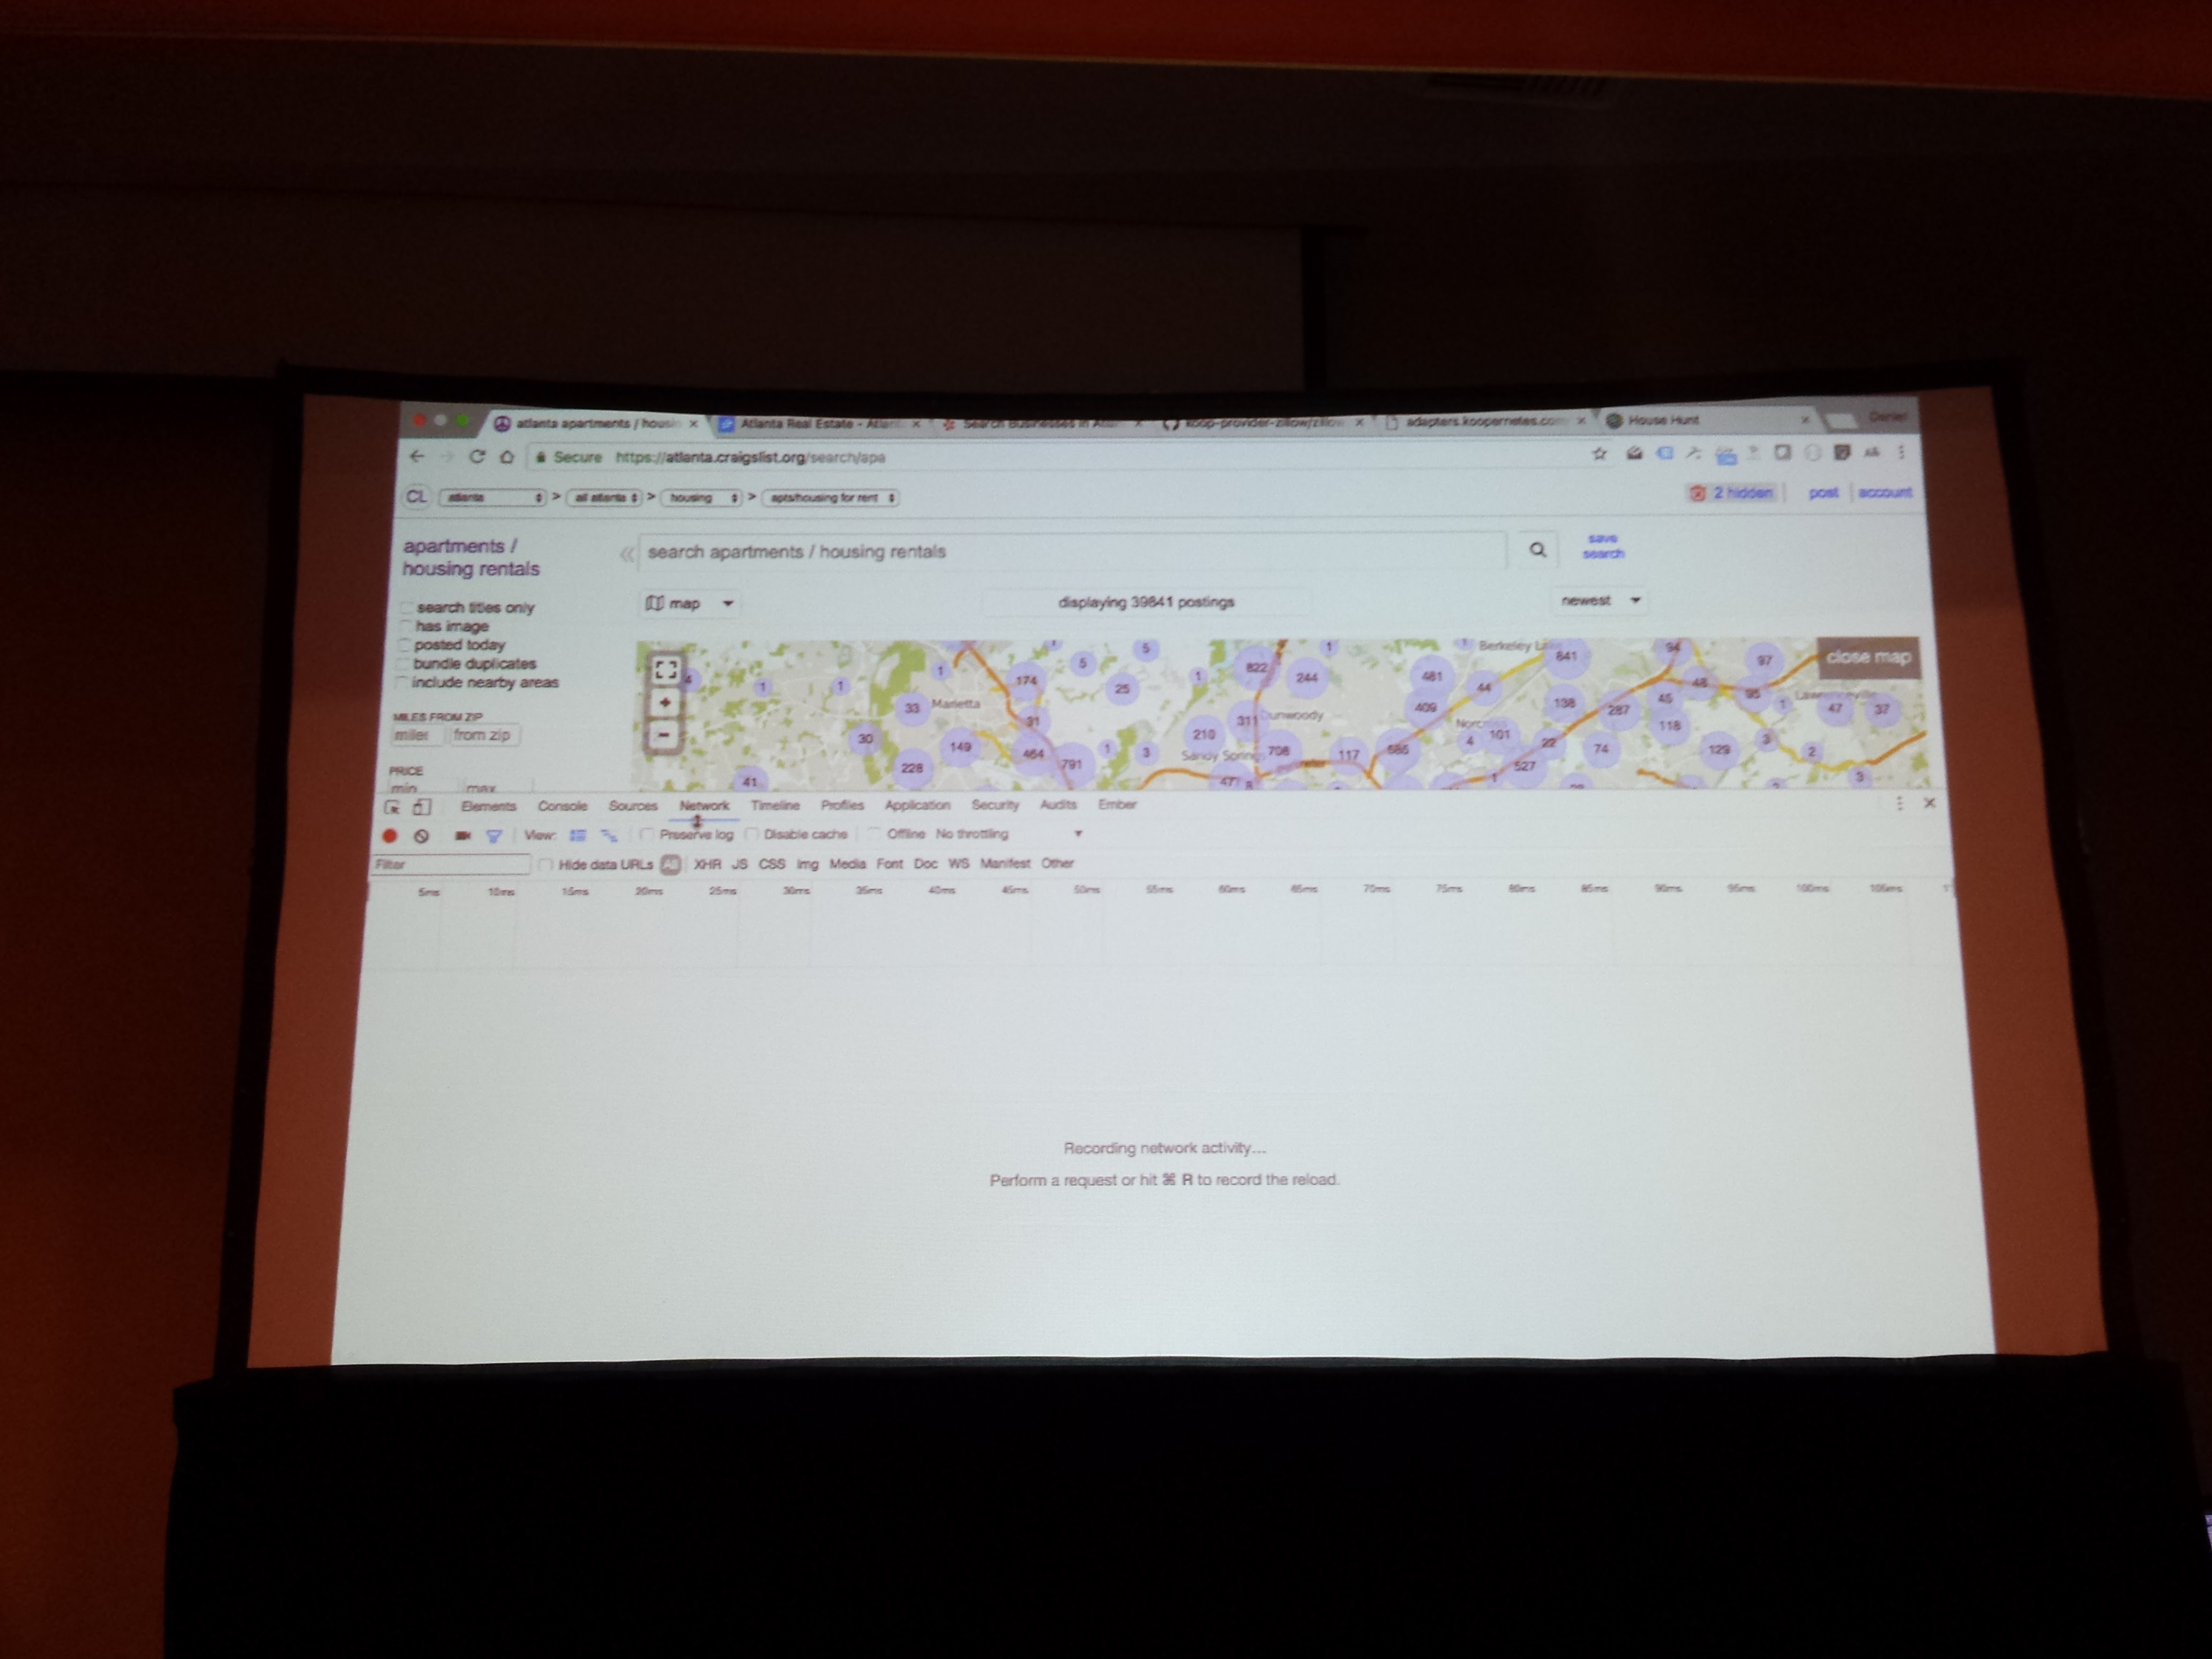 atlanta apartments / housi × Atlanta Real Estate - Atlant × Search Businesses in Atlan × koop-provider-zillow/zillow × adapters.koopernetes.com × House Hunt × Daniel
Secure https://atlanta.craigslist.org/search/apa
CL atlanta > all atlanta > housing > apts/housing for rent 2 hidden post account
apartments /
housing rentals
search apartments / housing rentals
save
search
map
displaying 39841 postings
newest
search titles only
has image
posted today
bundle duplicates
include nearby areas
MILES FROM ZIP
miles from zip
PRICE
min max
close map
1 5 5 1 1 Berkeley La 841 94 97
4 1 1 1 174 25 822 244 481 44 48 95 Lawrenceville
33 Marietta 31 311 Dunwoody 409 138 287 45 1 47 37
30 149 464 1 3 210 708 117 585 Norcross 4 101 22 74 118 129 3 2
228 791 Sandy Springs 527
41 477 8 1 3
Elements Console Sources Network Timeline Profiles Application Security Audits Ember
View: Preserve log Disable cache Offline No throttling
Filter Hide data URLs All XHR JS CSS Img Media Font Doc WS Manifest Other
5ms 10ms 15ms 20ms 25ms 30ms 35ms 40ms 45ms 50ms 55ms 60ms 65ms 70ms 75ms 80ms 85ms 90ms 95ms 100ms 105ms
Recording network activity...
Perform a request or hit ⌘ R to record the reload.